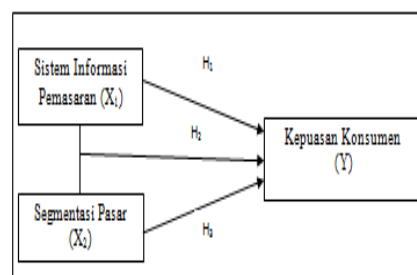 Sistem Informasi
Pemasaran (X₁)
H₁
H₂
Kepuasan Konsumen
(Y)
Segmentasi Pasar
(X₂)
H₃